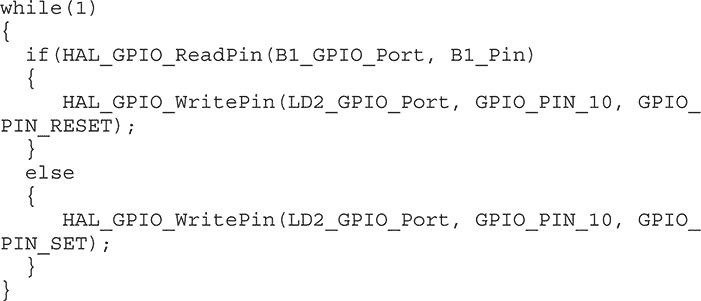 while(1)
{
  if(HAL_GPIO_ReadPin(B1_GPIO_Port, B1_Pin)
  {
     HAL_GPIO_WritePin(LD2_GPIO_Port, GPIO_PIN_10, GPIO_
PIN_RESET);
  }
  else
  {
     HAL_GPIO_WritePin(LD2_GPIO_Port, GPIO_PIN_10, GPIO_
PIN_SET);
  }
}